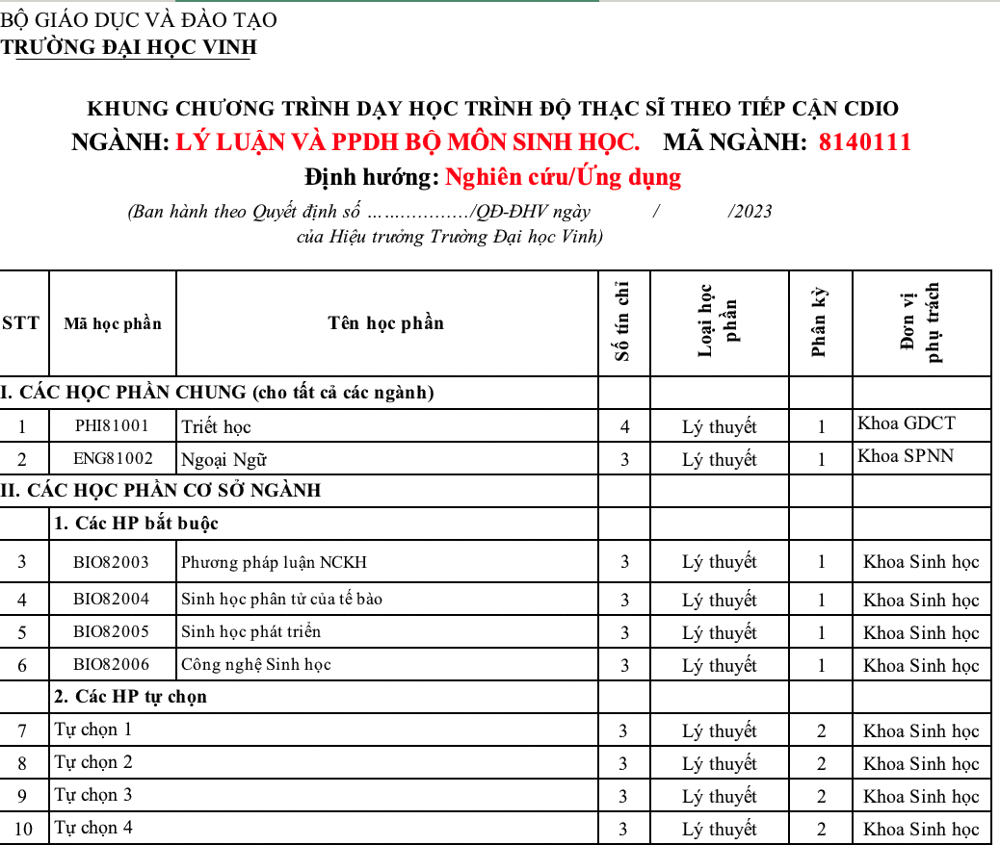 BỘ GIÁO DỤC VÀ ĐÀO TẠO
TRƯỜNG ĐẠI HỌC VINH
KHUNG CHƯƠNG TRÌNH DẠY HỌC TRÌNH ĐỘ THẠC SĨ THEO TIẾP CẬN CDIO
NGÀNH: LÝ LUẬN VÀ PPDH BỘ MÔN SINH HỌC. MÃ NGÀNH: 8140111
Định hướng: Nghiên cứu/Ứng dụng
(Ban hành theo Quyết định số ………………/QĐ-ĐHV ngày / /2023
của Hiệu trưởng Trường Đại học Vinh)
STT Mã học phần Tên học phần Số tín chỉ Loại học phần Phân kỳ Đơn vị phụ trách
I. CÁC HỌC PHẦN CHUNG (cho tất cả các ngành)
1 PHI81001 Triết học 4 Lý thuyết 1 Khoa GDCT
2 ENG81002 Ngoại Ngữ 3 Lý thuyết 1 Khoa SPNN
II. CÁC HỌC PHẦN CƠ SỞ NGÀNH
1. Các HP bắt buộc
3 BIO82003 Phương pháp luận NCKH 3 Lý thuyết 1 Khoa Sinh học
4 BIO82004 Sinh học phân tử của tế bào 3 Lý thuyết 1 Khoa Sinh học
5 BIO82005 Sinh học phát triển 3 Lý thuyết 1 Khoa Sinh học
6 BIO82006 Công nghệ Sinh học 3 Lý thuyết 1 Khoa Sinh học
2. Các HP tự chọn
7 Tự chọn 1 3 Lý thuyết 2 Khoa Sinh học
8 Tự chọn 2 3 Lý thuyết 2 Khoa Sinh học
9 Tự chọn 3 3 Lý thuyết 2 Khoa Sinh học
10 Tự chọn 4 3 Lý thuyết 2 Khoa Sinh học